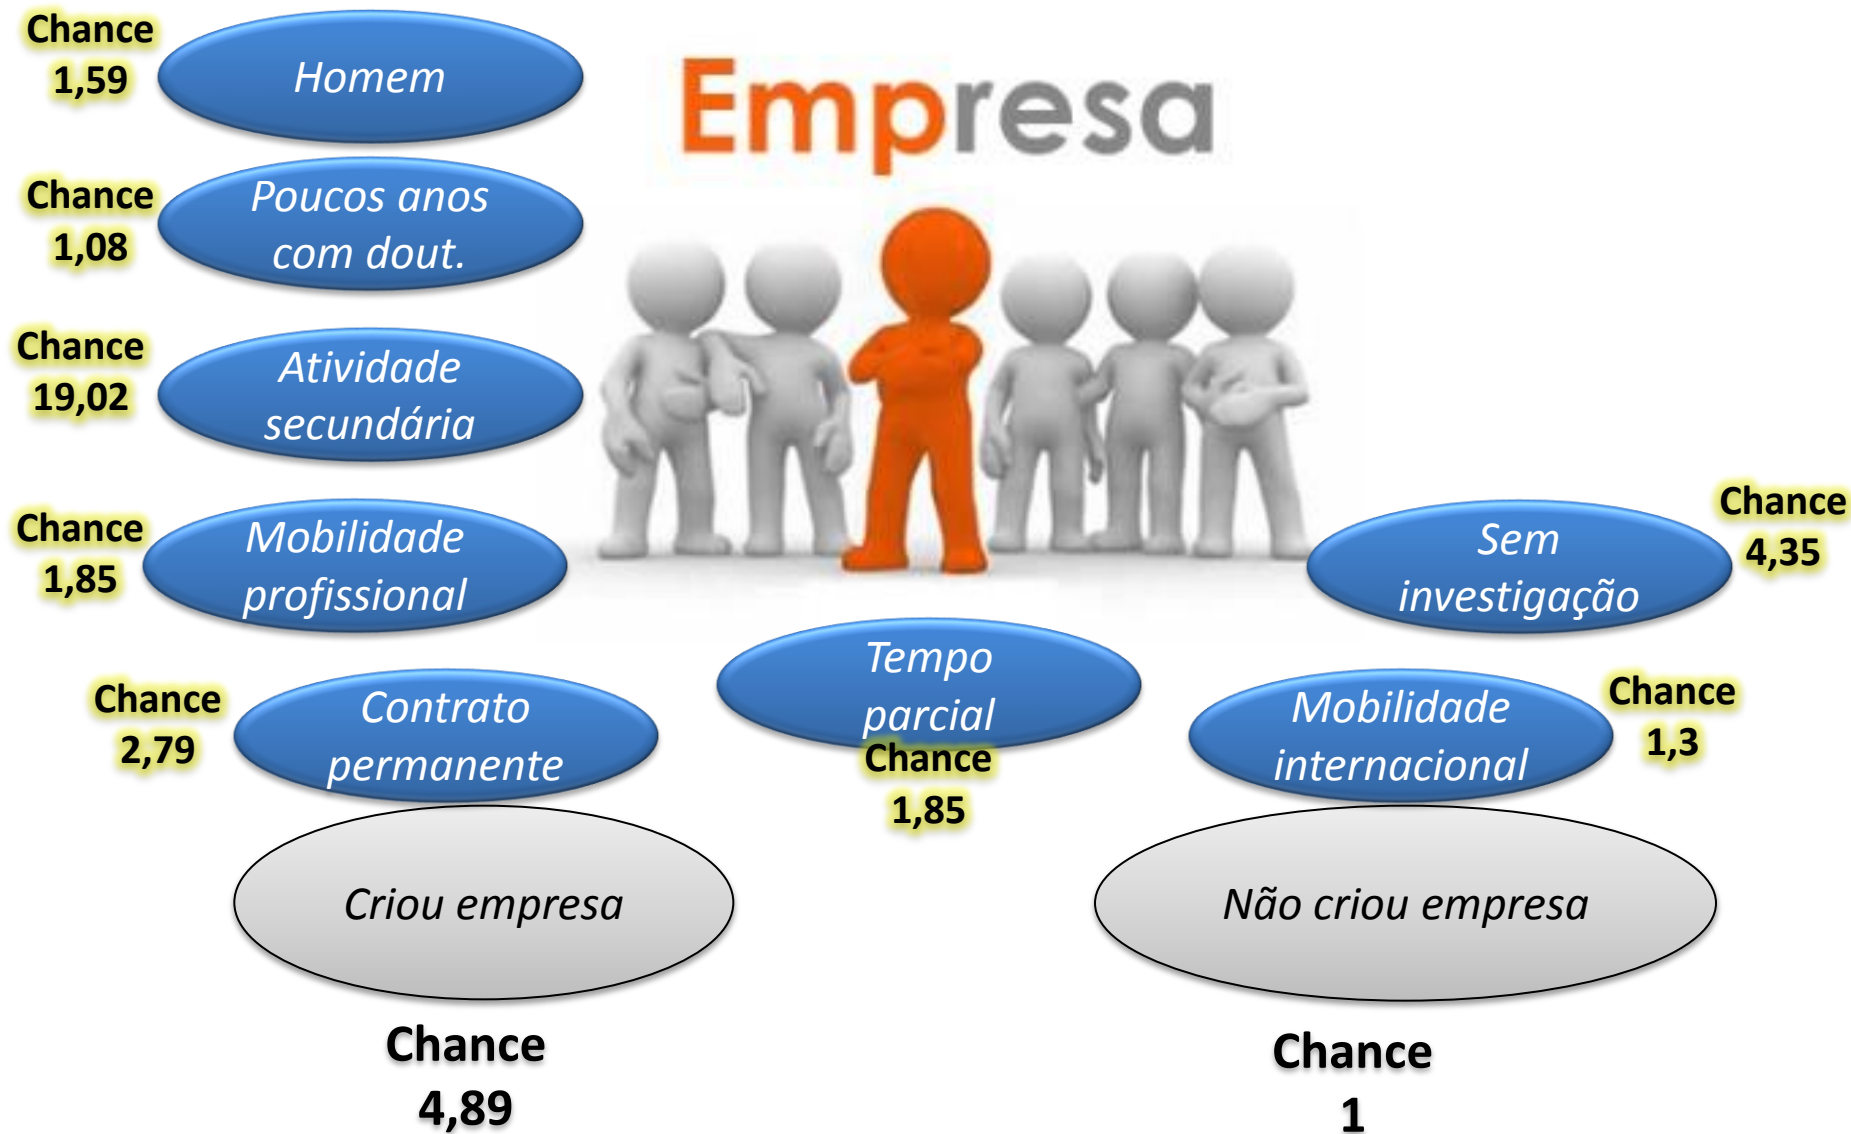 Empresa
Chance
1,59
Homem
Chance
1,08
Poucos anos
com dout.
Chance
19,02
Atividade
secundária
Chance
1,85
Mobilidade
profissional
Chance
2,79
Contrato
permanente
Tempo
parcial
Chance
1,85
Sem
investigação
Chance
4,35
Mobilidade
internacional
Chance
1,3
Criou empresa
Chance
4,89
Não criou empresa
Chance
1